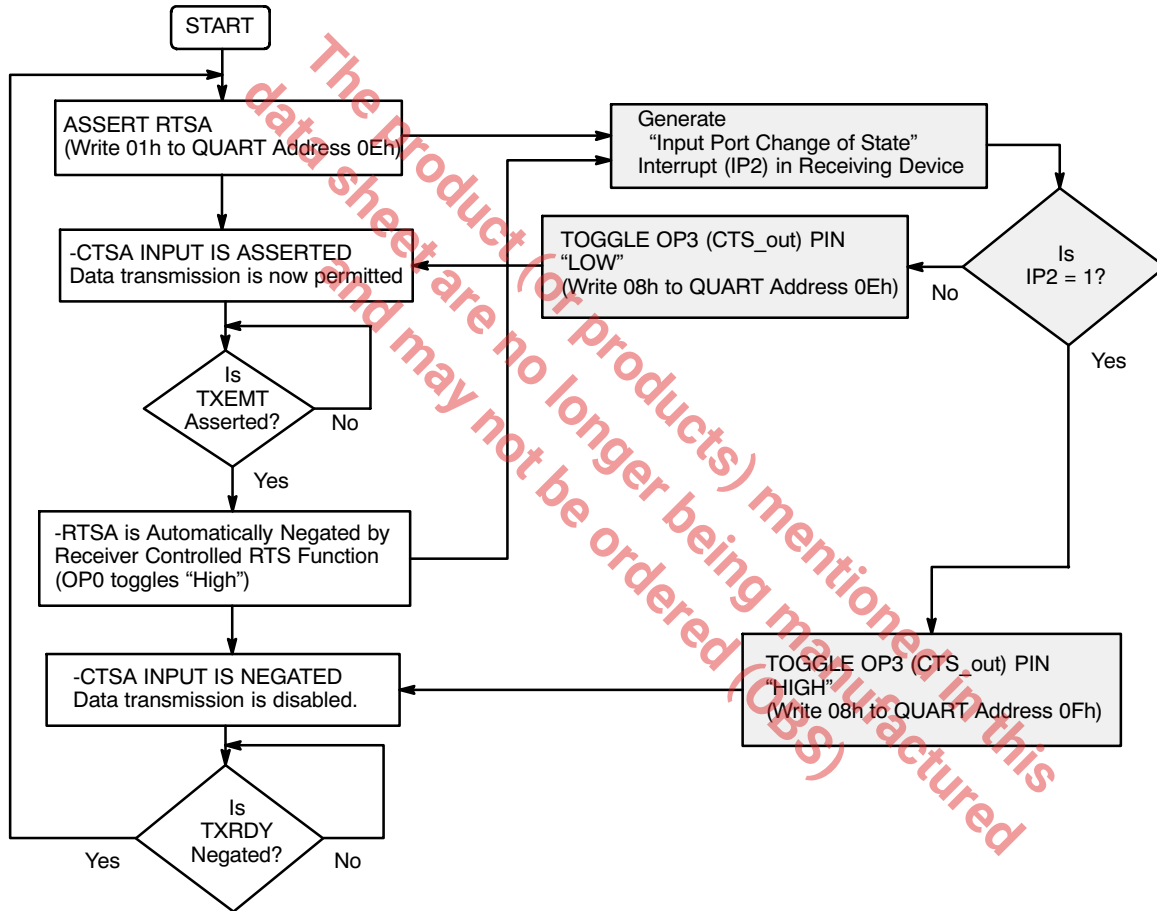 START
ASSERT RTSA
(Write 01h to QUART Address 0Eh)
Generate
“Input Port Change of State”
Interrupt (IP2) in Receiving Device
-CTSA INPUT IS ASSERTED
Data transmission is now permitted
TOGGLE OP3 (CTS_out) PIN
“LOW”
(Write 08h to QUART Address 0Eh)
Is
IP2 = 1?
No
Yes
Is
TXEMT
Asserted?
No
Yes
-RTSA is Automatically Negated by
Receiver Controlled RTS Function
(OP0 toggles “High”)
-CTSA INPUT IS NEGATED
Data transmission is disabled.
TOGGLE OP3 (CTS_out) PIN
“HIGH”
(Write 08h to QUART Address 0Fh)
Is
TXRDY
Negated?
Yes
No
The product (or products) mentioned in this
data sheet are no longer being manufactured
and may not be ordered (OBS)